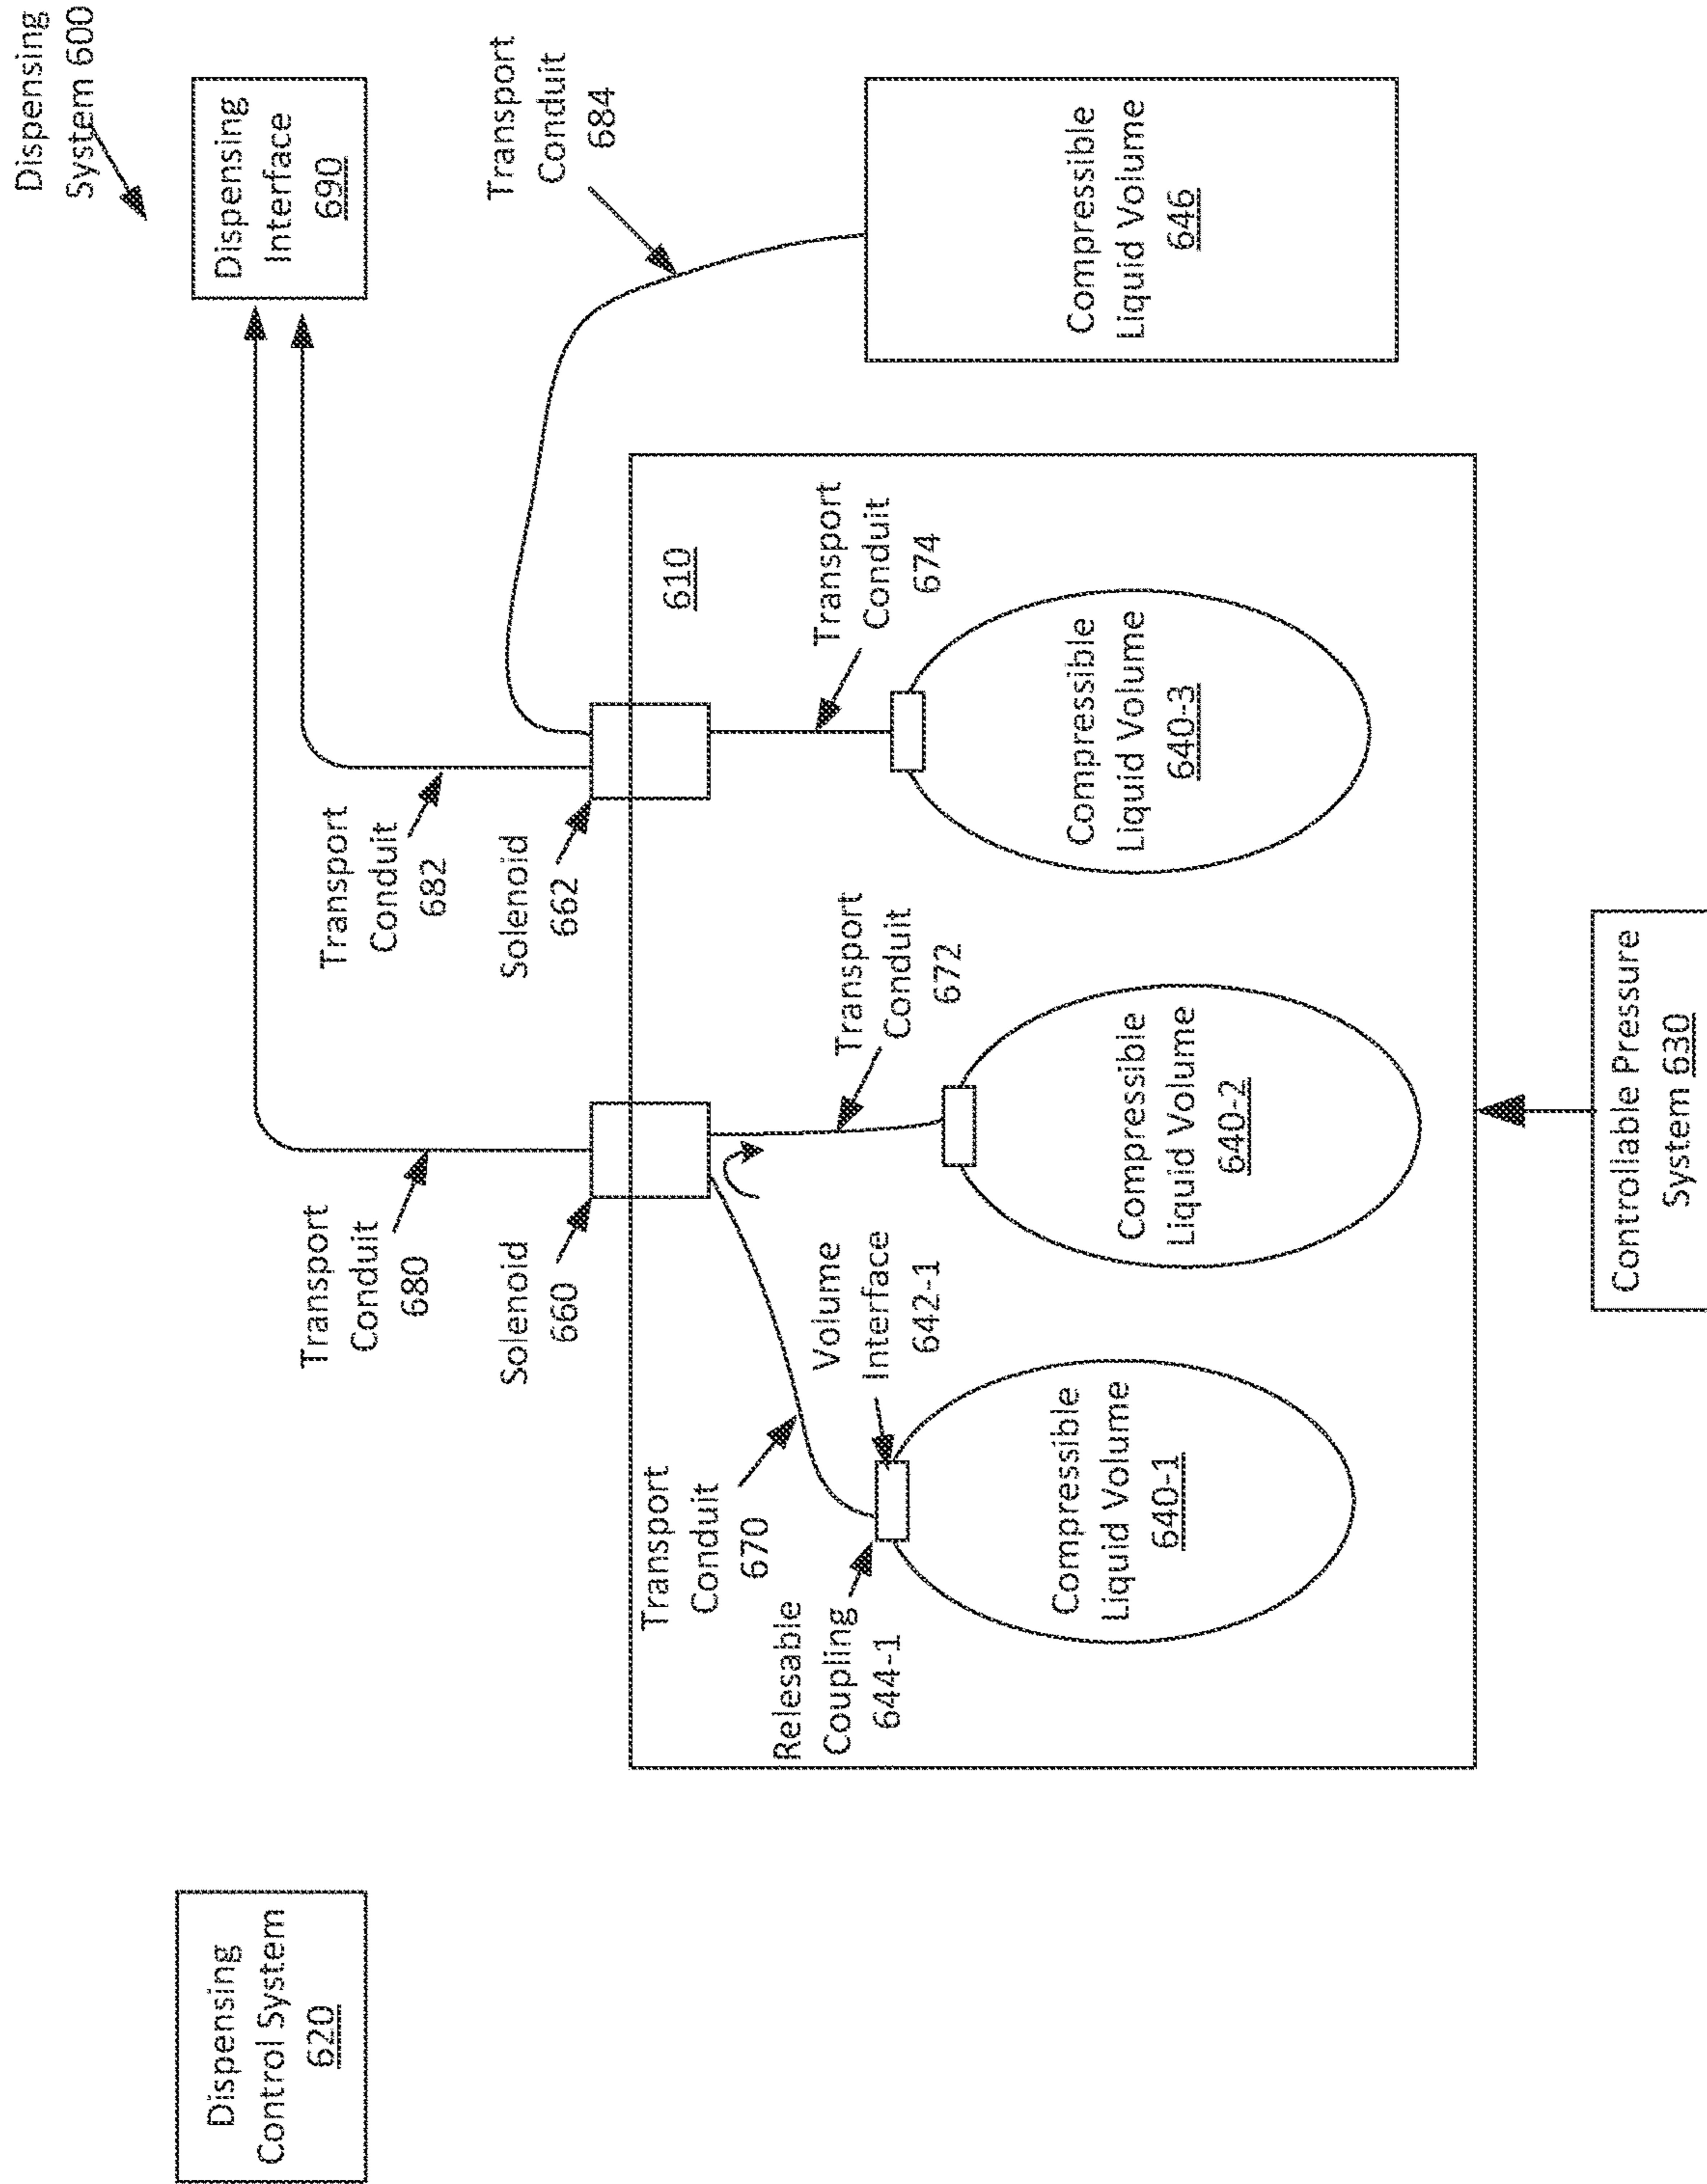 Dispensing
System 600
Dispensing
Control System
620
Dispensing
Interface
690
Transport
Conduit
680
Transport
Conduit
682
Transport
Conduit
684
Solenoid
660
Solenoid
662
610
Transport
Conduit
670
Relesable
Coupling
644-1
Volume
Interface
642-1
Transport
Conduit
672
Transport
Conduit
674
Compressible
Liquid Volume
640-1
Compressible
Liquid Volume
640-2
Compressible
Liquid Volume
640-3
Compressible
Liquid Volume
646
Controllable Pressure
System 630